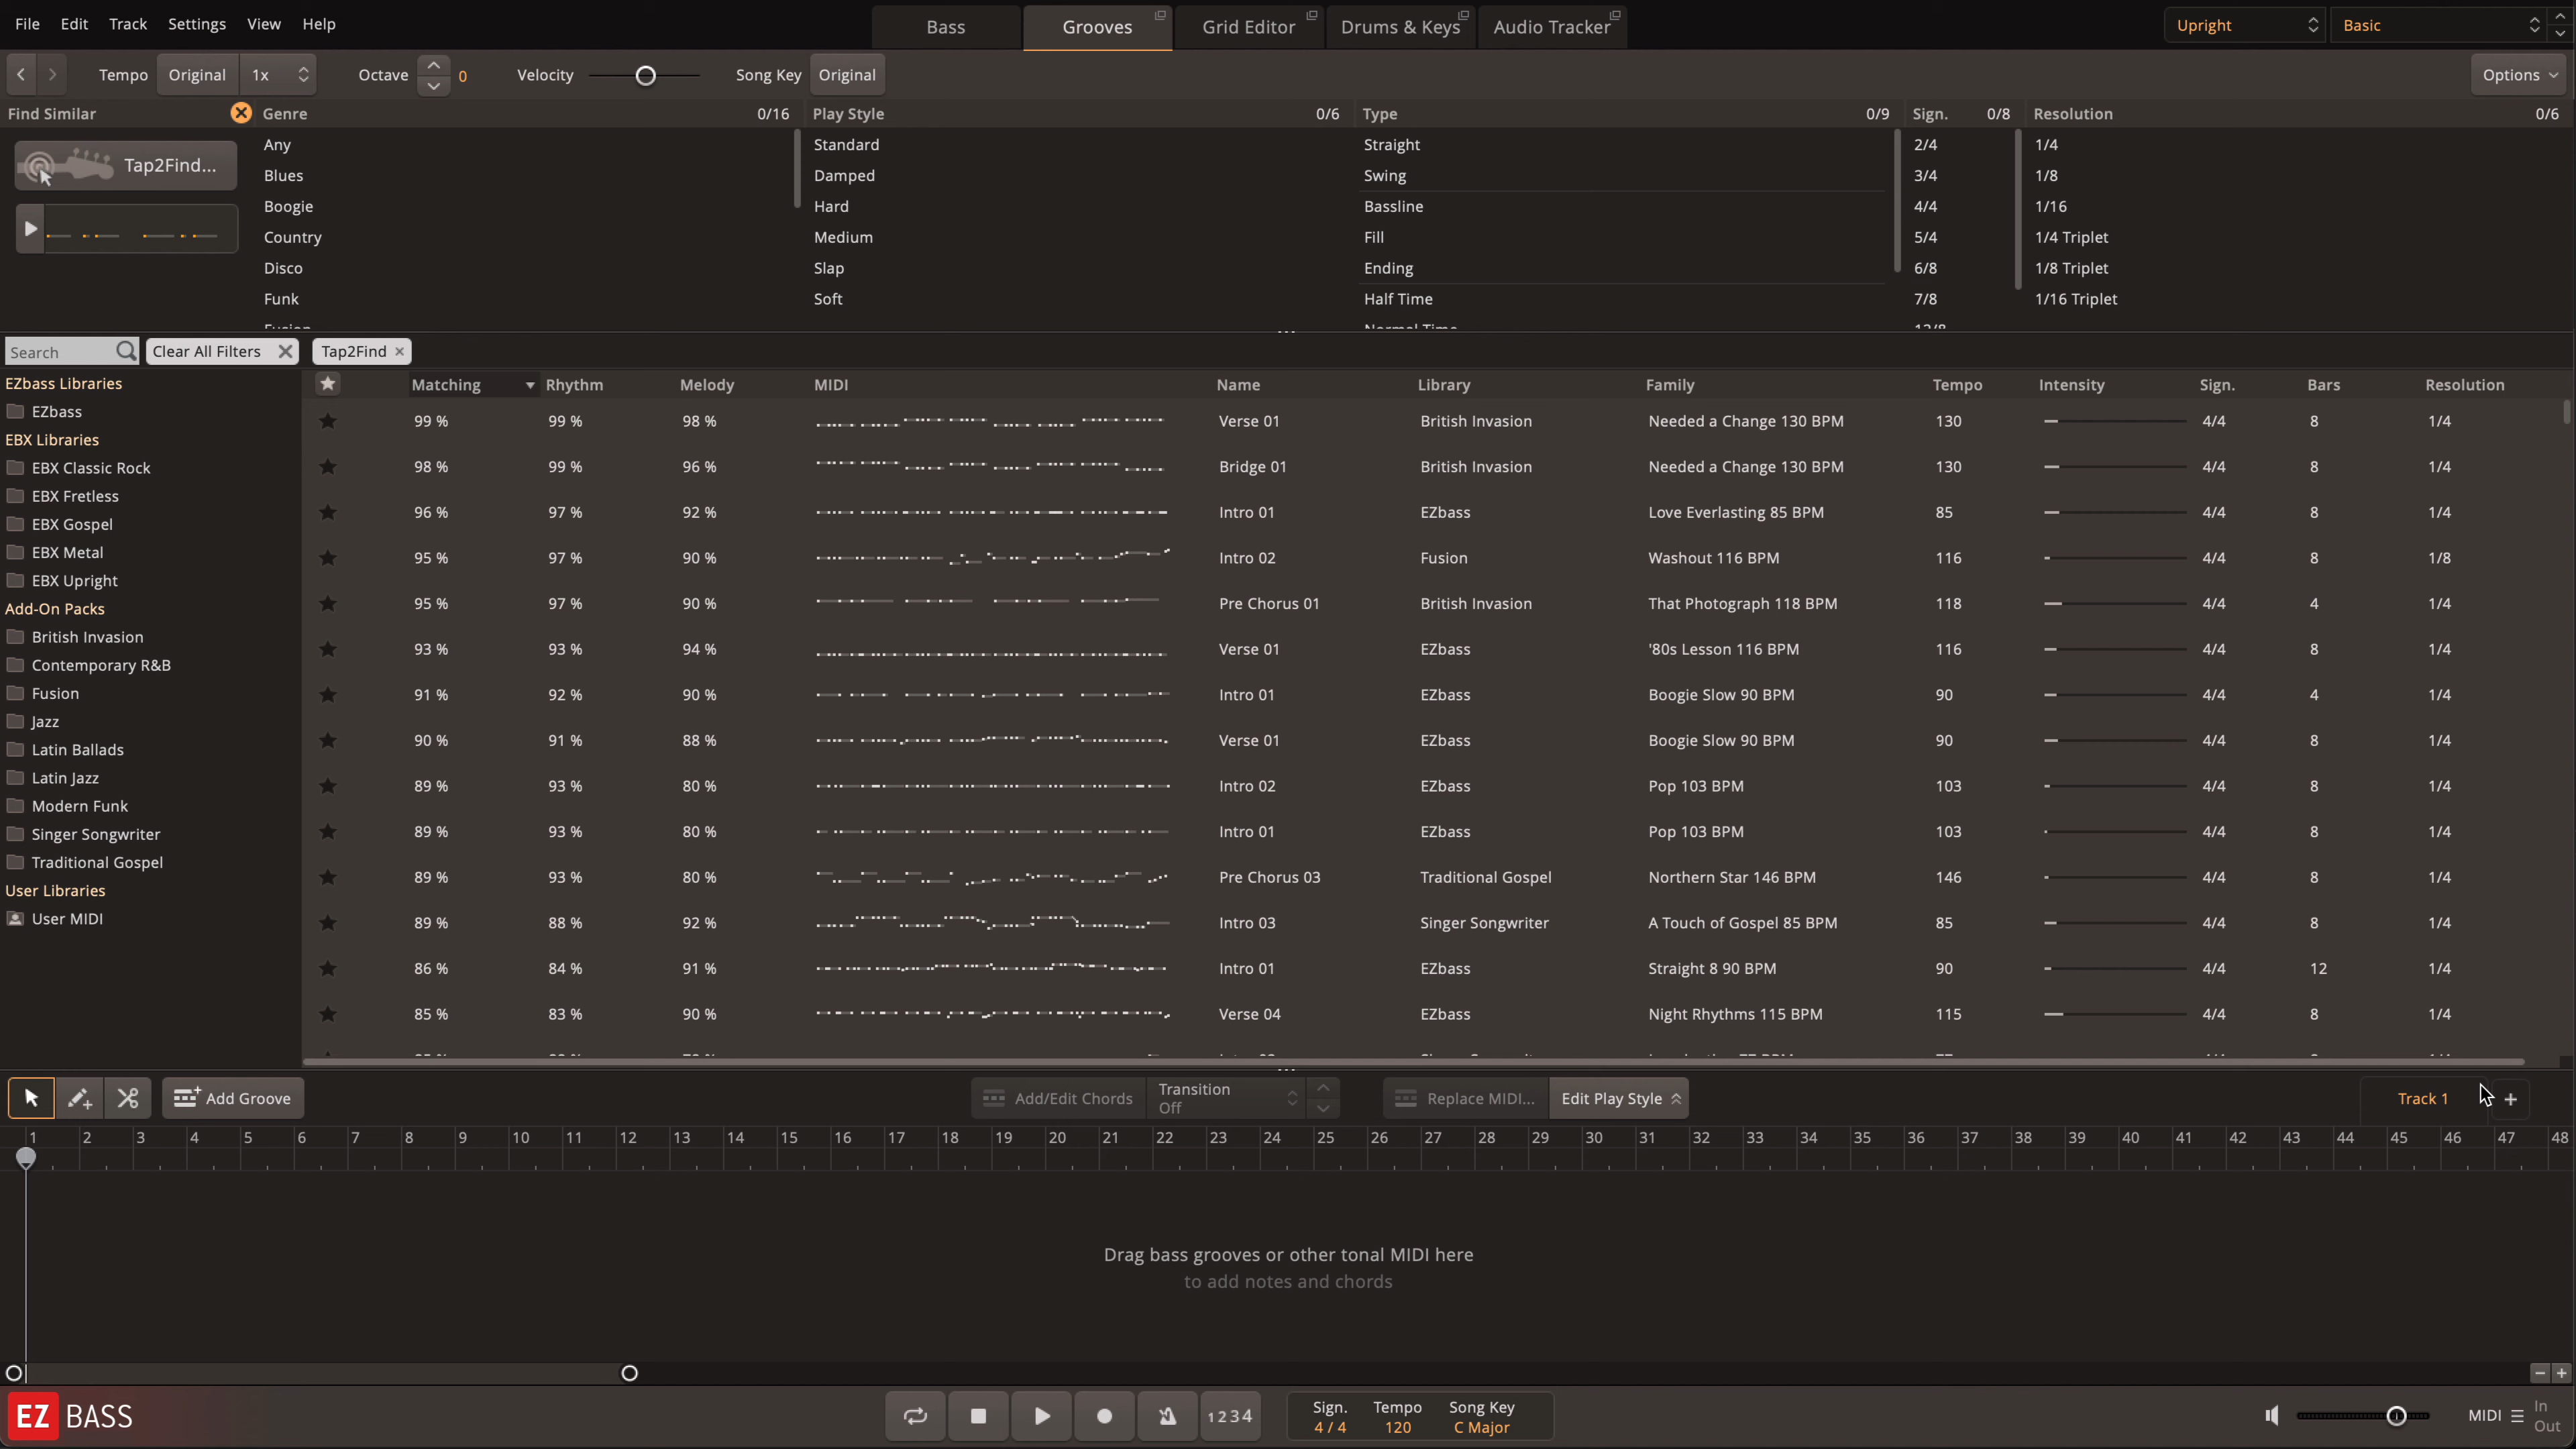 File Edit Track Settings View Help
Bass Grooves Grid Editor Drums & Keys Audio Tracker
Upright Basic
Tempo Original 1x Octave 0 Velocity Song Key Original Options
Find Similar Genre 0/16 Play Style 0/6 Type 0/9 Sign. 0/8 Resolution 0/6
Tap2Find...
Any Standard Straight 2/4 1/4
Blues Damped Swing 3/4 1/8
Boogie Hard Bassline 4/4 1/16
Country Medium Fill 5/4 1/4 Triplet
Disco Slap Ending 6/8 1/8 Triplet
Funk Soft Half Time 7/8 1/16 Triplet
Fusion Normal Time 12/8
Search Clear All Filters Tap2Find
EZbass Libraries
EZbass
EBX Libraries
EBX Classic Rock
EBX Fretless
EBX Gospel
EBX Metal
EBX Upright
Add-On Packs
British Invasion
Contemporary R&B
Fusion
Jazz
Latin Ballads
Latin Jazz
Modern Funk
Singer Songwriter
Traditional Gospel
User Libraries
User MIDI
Matching Rhythm Melody MIDI Name Library Family Tempo Intensity Sign. Bars Resolution
99 % 99 % 98 % Verse 01 British Invasion Needed a Change 130 BPM 130 4/4 8 1/4
98 % 99 % 96 % Bridge 01 British Invasion Needed a Change 130 BPM 130 4/4 8 1/4
96 % 97 % 92 % Intro 01 EZbass Love Everlasting 85 BPM 85 4/4 8 1/4
95 % 97 % 90 % Intro 02 Fusion Washout 116 BPM 116 4/4 8 1/8
95 % 97 % 90 % Pre Chorus 01 British Invasion That Photograph 118 BPM 118 4/4 4 1/4
93 % 93 % 94 % Verse 01 EZbass '80s Lesson 116 BPM 116 4/4 8 1/4
91 % 92 % 90 % Intro 01 EZbass Boogie Slow 90 BPM 90 4/4 4 1/4
90 % 91 % 88 % Verse 01 EZbass Boogie Slow 90 BPM 90 4/4 8 1/4
89 % 93 % 80 % Intro 02 EZbass Pop 103 BPM 103 4/4 8 1/4
89 % 93 % 80 % Intro 01 EZbass Pop 103 BPM 103 4/4 8 1/4
89 % 93 % 80 % Pre Chorus 03 Traditional Gospel Northern Star 146 BPM 146 4/4 8 1/4
89 % 88 % 92 % Intro 03 Singer Songwriter A Touch of Gospel 85 BPM 85 4/4 8 1/4
86 % 84 % 91 % Intro 01 EZbass Straight 8 90 BPM 90 4/4 12 1/4
85 % 83 % 90 % Verse 04 EZbass Night Rhythms 115 BPM 115 4/4 8 1/4
Add Groove Add/Edit Chords Transition Off Replace MIDI... Edit Play Style Track 1
1 2 3 4 5 6 7 8 9 10 11 12 13 14 15 16 17 18 19 20 21 22 23 24 25 26 27 28 29 30 31 32 33 34 35 36 37 38 39 40 41 42 43 44 45 46 47 48
Drag bass grooves or other tonal MIDI here
to add notes and chords
EZ BASS
1234
Sign. Tempo Song Key
4 / 4 120 C Major
MIDI In Out